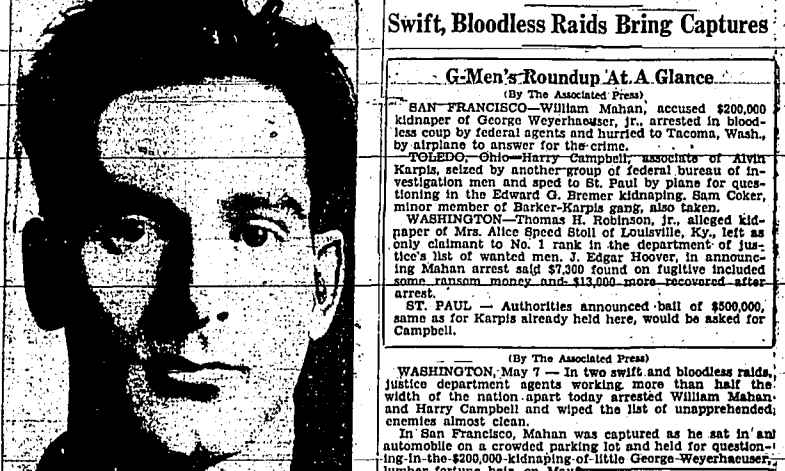 Swift, Bloodless Raids Bring Captures
G-Men's Roundup At A Glance
(By The Associated Press)
SAN FRANCISCO—William Mahan, accused $200,000
kidnaper of George Weyerhaeuser, jr., arrested in blood-
less coup by federal agents and hurried to Tacoma, Wash.,
by airplane to answer for the crime.
TOLEDO, Ohio—Harry Campbell, associate of Alvin
Karpis, seized by another group of federal bureau of in-
vestigation men and sped to St. Paul by plane for ques-
tioning in the Edward G. Bremer kidnaping. Sam Coker,
minor member of Barker-Karpis gang, also taken.
WASHINGTON—Thomas H. Robinson, jr., alleged kid-
naper of Mrs. Alice Speed Stoll of Louisville, Ky., left as
only claimant to No. 1 rank in the department of jus-
tice's list of wanted men. J. Edgar Hoover, in announc-
ing Mahan arrest said $7,300 found on fugitive included
some ransom money and $13,000 more recovered after
arrest.
ST. PAUL — Authorities announced bail of $500,000,
same as for Karpis already held here, would be asked for
Campbell.
(By The Associated Press)
WASHINGTON, May 7 — In two swift and bloodless raids,
justice department agents working more than half the
width of the nation apart today arrested William Mahan
and Harry Campbell and wiped the list of unapprehended
enemies almost clean.
In San Francisco, Mahan was captured as he sat in an
automobile on a crowded parking lot and held for question-
ing in the $200,000 kidnaping of little George Weyerhaeuser,
lumber fortune heir, on May